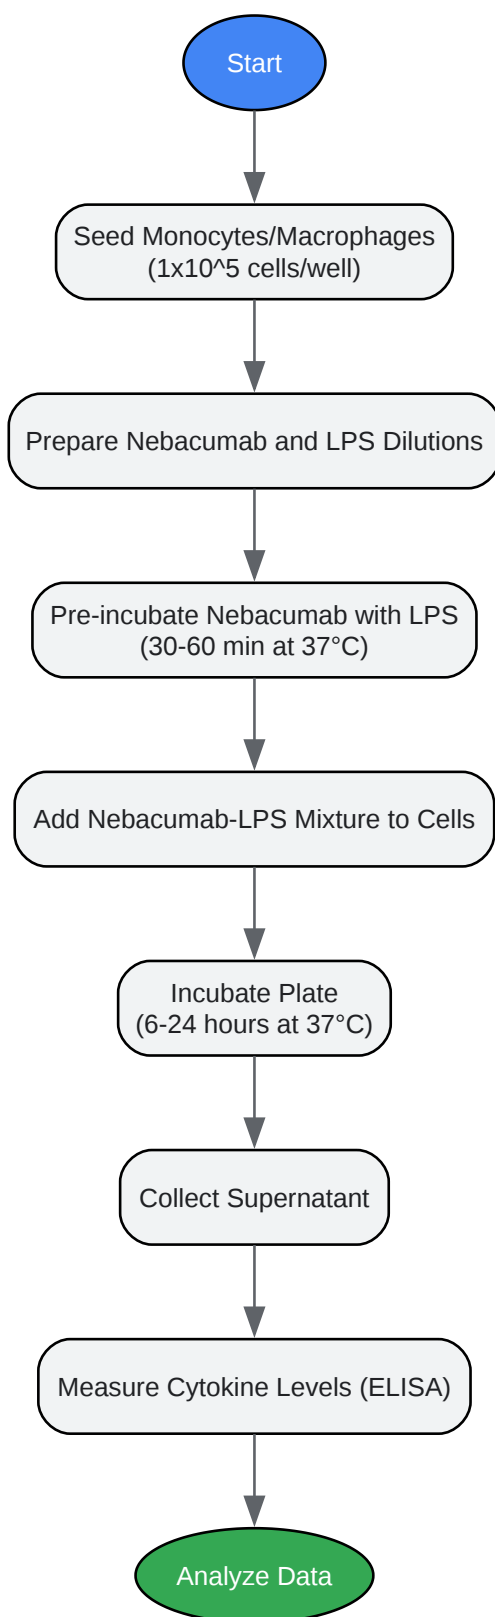 Start
Seed Monocytes/Macrophages
(1x10^5 cells/well)
Prepare Nebacumab and LPS Dilutions
Pre-incubate Nebacumab with LPS
(30-60 min at 37°C)
Add Nebacumab-LPS Mixture to Cells
Incubate Plate
(6-24 hours at 37°C)
Collect Supernatant
Measure Cytokine Levels (ELISA)
Analyze Data